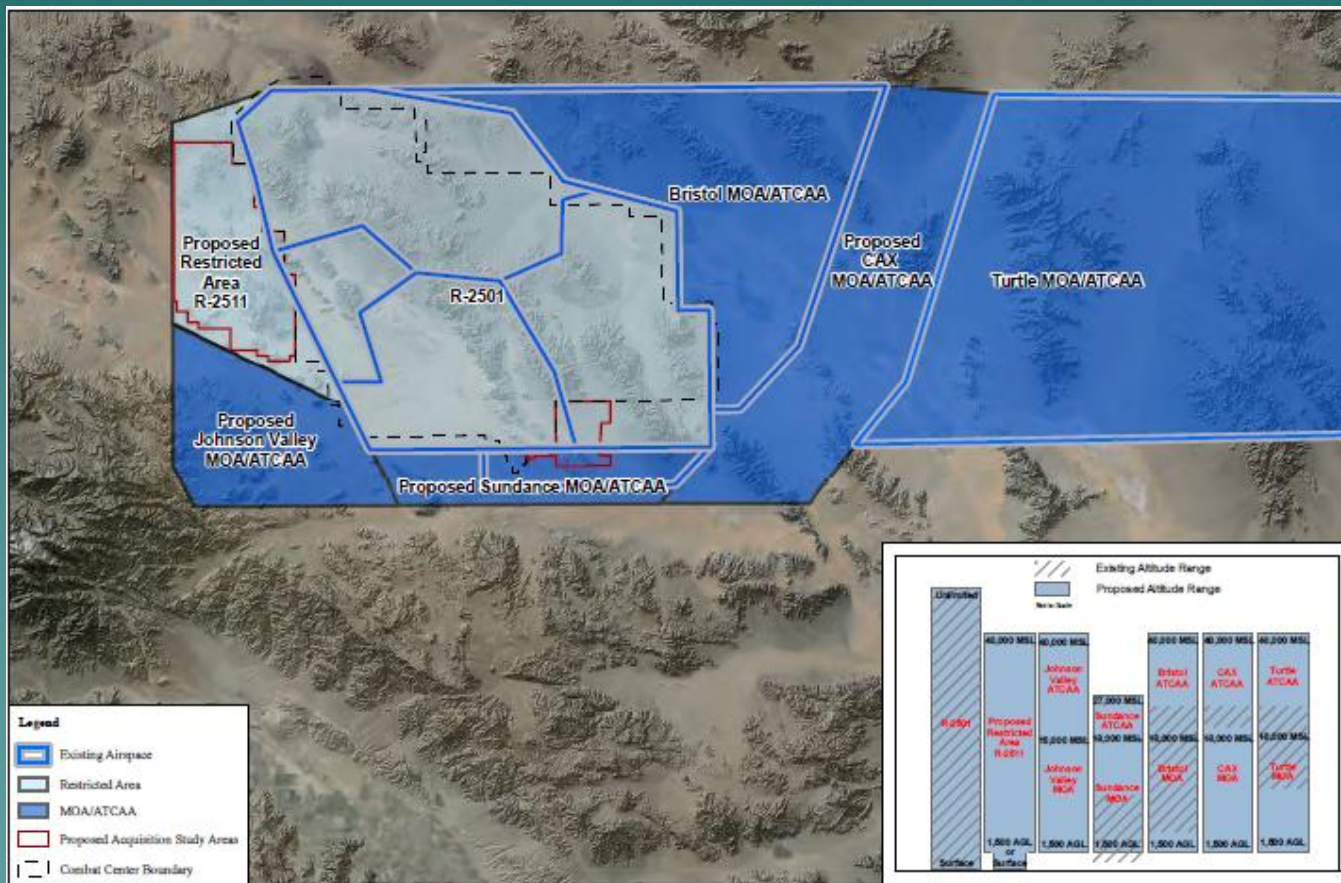 Bristol MOA/ATCAA
Proposed
Restricted
Area
R-2511
R-2501
Proposed
CAX
MOA/ATCAA
Turtle MOA/ATCAA
Proposed
Johnson Valley
MOA/ATCAA
Proposed Sundance MOA/ATCAA
Legend
Existing Airspace
Restricted Area
MOA/ATCAA
Proposed Acquisition Study Areas
Combat Center Boundary
Existing Altitude Range
Proposed Altitude Range
Not to Scale
Unlimited
R-2501
Surface
40,000 MSL
Proposed
Restricted
Area
R-2511
1,500 AGL
or
Surface
40,000 MSL
Johnson
Valley
ATCAA
18,000 MSL
Johnson
Valley
MOA
1,500 AGL
27,000 MSL
Sundance
ATCAA
18,000 MSL
Sundance
MOA
1,500 AGL
40,000 MSL
Bristol
ATCAA
18,000 MSL
Bristol
MOA
1,500 AGL
40,000 MSL
CAX
ATCAA
18,000 MSL
CAX
MOA
1,500 AGL
40,000 MSL
Turtle
ATCAA
18,000 MSL
Turtle
MOA
1,500 AGL